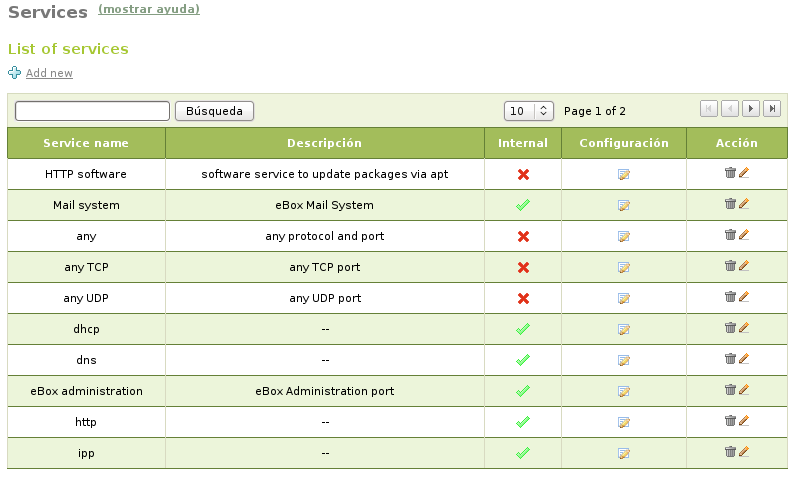 Services (mostrar ayuda)
List of services
Add new
Búsqueda 10 Page 1 of 2
Service name Descripción Internal Configuración Acción
HTTP software software service to update packages via apt
Mail system eBox Mail System
any any protocol and port
any TCP any TCP port
any UDP any UDP port
dhcp --
dns --
eBox administration eBox Administration port
http --
ipp --